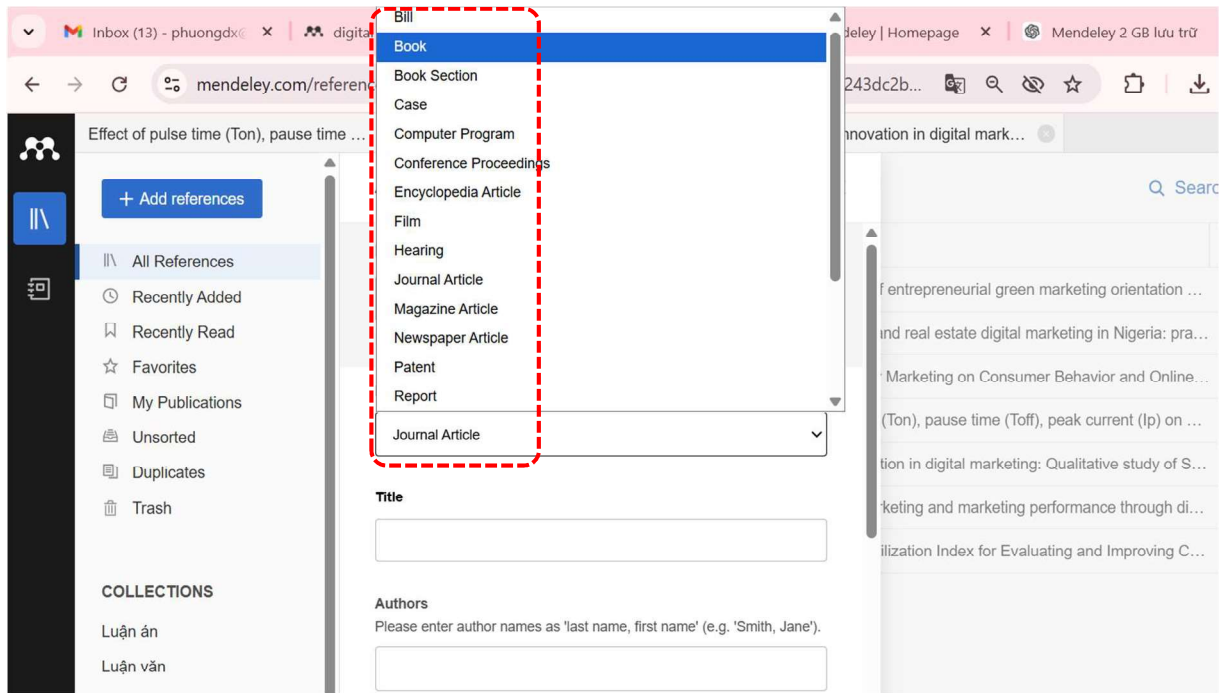 Inbox (13) - phuongdx
digita
deley | Homepage
Mendeley 2 GB lưu trữ
mendeley.com/referenc
243dc2b...
Effect of pulse time (Ton), pause time ...
nnovation in digital mark...
+ Add references
All References
Recently Added
Recently Read
Favorites
My Publications
Unsorted
Duplicates
Trash
COLLECTIONS
Luận án
Luận văn
Bill
Book
Book Section
Case
Computer Program
Conference Proceedings
Encyclopedia Article
Film
Hearing
Journal Article
Magazine Article
Newspaper Article
Patent
Report
Journal Article
Title
Authors
Please enter author names as 'last name, first name' (e.g. 'Smith, Jane').
Searc
f entrepreneurial green marketing orientation ...
and real estate digital marketing in Nigeria: pra...
Marketing on Consumer Behavior and Online...
(Ton), pause time (Toff), peak current (Ip) on ...
tion in digital marketing: Qualitative study of S...
keting and marketing performance through di...
ilization Index for Evaluating and Improving C...